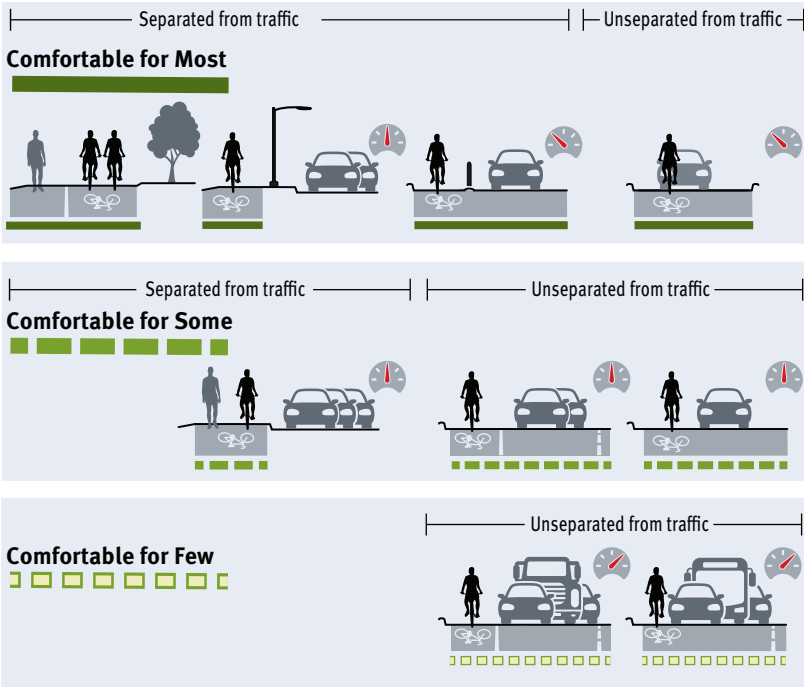 Separated from traffic
Unseparated from traffic
Comfortable for Most
Separated from traffic
Unseparated from traffic
Comfortable for Some
Unseparated from traffic
Comfortable for Few